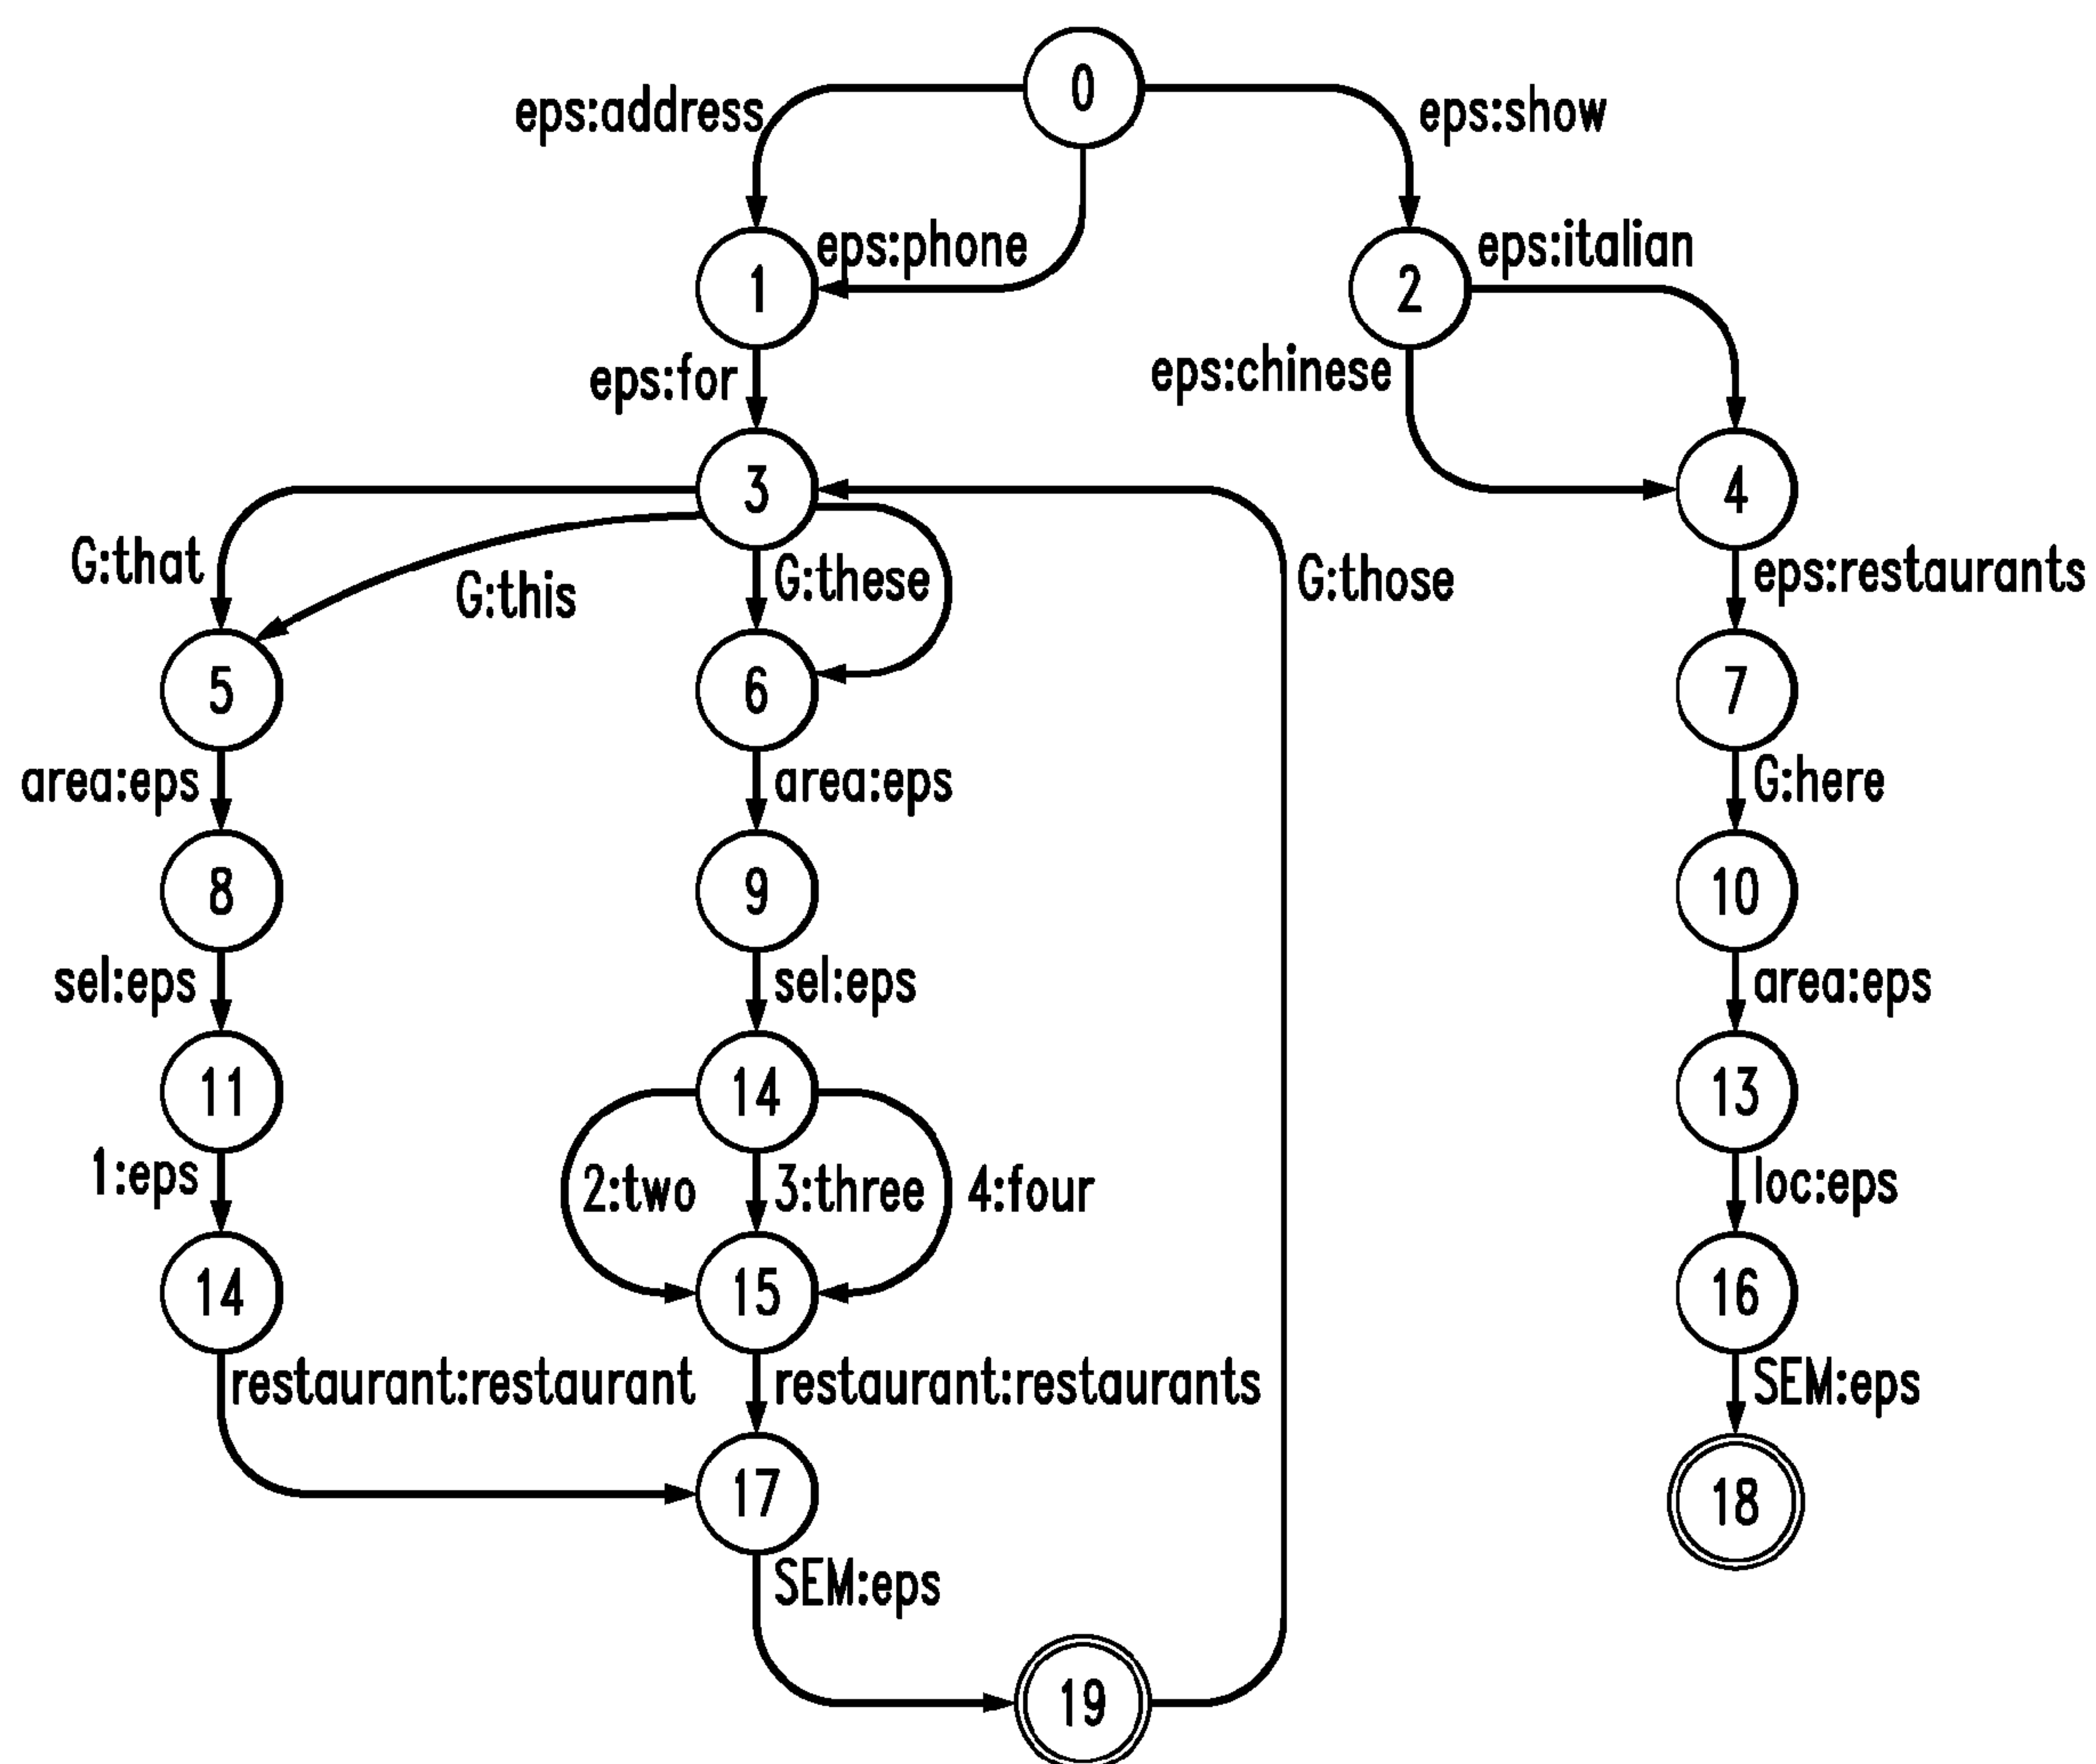 0
eps:address
eps:show
eps:phone
eps:italian
1
2
eps:for
eps:chinese
3
4
G:that
G:this
G:these
G:those
eps:restaurants
5
6
7
area:eps
area:eps
G:here
8
9
10
sel:eps
sel:eps
area:eps
11
14
13
1:eps
2:two
3:three
4:four
loc:eps
14
15
16
restaurant:restaurant
restaurant:restaurants
SEM:eps
17
18
SEM:eps
19